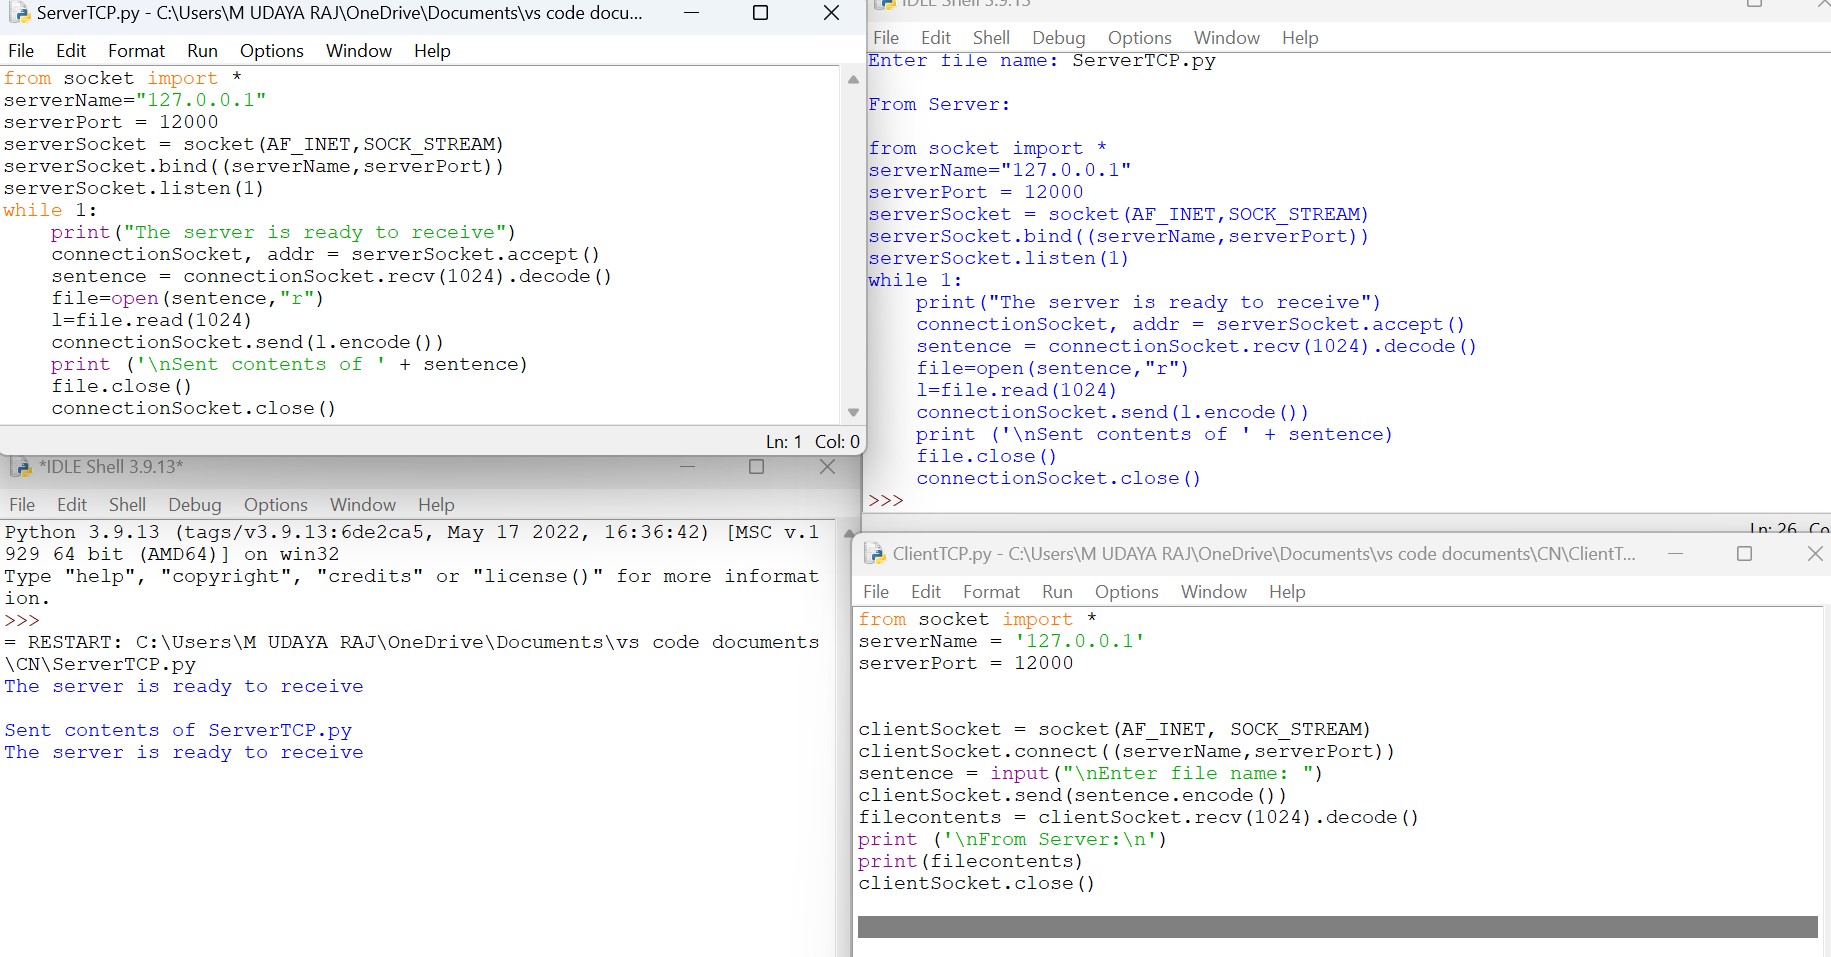 ServerTCP.py - C:\Users\M UDAYA RAJ\OneDrive\Documents\vs code docu...
File Edit Format Run Options Window Help
from socket import *
serverName="127.0.0.1"
serverPort = 12000
serverSocket = socket(AF_INET,SOCK_STREAM)
serverSocket.bind((serverName,serverPort))
serverSocket.listen(1)
while 1:
    print("The server is ready to receive")
    connectionSocket, addr = serverSocket.accept()
    sentence = connectionSocket.recv(1024).decode()
    file=open(sentence,"r")
    l=file.read(1024)
    connectionSocket.send(l.encode())
    print ('\nSent contents of ' + sentence)
    file.close()
    connectionSocket.close()
Ln: 1 Col: 0
IDLE Shell 3.9.13
File Edit Shell Debug Options Window Help
Enter file name: ServerTCP.py
From Server:
from socket import *
serverName="127.0.0.1"
serverPort = 12000
serverSocket = socket(AF_INET,SOCK_STREAM)
serverSocket.bind((serverName,serverPort))
serverSocket.listen(1)
while 1:
    print("The server is ready to receive")
    connectionSocket, addr = serverSocket.accept()
    sentence = connectionSocket.recv(1024).decode()
    file=open(sentence,"r")
    l=file.read(1024)
    connectionSocket.send(l.encode())
    print ('\nSent contents of ' + sentence)
    file.close()
    connectionSocket.close()
>>>
Ln: 26 Co
*IDLE Shell 3.9.13*
File Edit Shell Debug Options Window Help
Python 3.9.13 (tags/v3.9.13:6de2ca5, May 17 2022, 16:36:42) [MSC v.1
929 64 bit (AMD64)] on win32
Type "help", "copyright", "credits" or "license()" for more informat
ion.
>>>
= RESTART: C:\Users\M UDAYA RAJ\OneDrive\Documents\vs code documents
\CN\ServerTCP.py
The server is ready to receive
Sent contents of ServerTCP.py
The server is ready to receive
ClientTCP.py - C:\Users\M UDAYA RAJ\OneDrive\Documents\vs code documents\CN\ClientT...
File Edit Format Run Options Window Help
from socket import *
serverName = '127.0.0.1'
serverPort = 12000
clientSocket = socket(AF_INET, SOCK_STREAM)
clientSocket.connect((serverName,serverPort))
sentence = input("\nEnter file name: ")
clientSocket.send(sentence.encode())
filecontents = clientSocket.recv(1024).decode()
print ('\nFrom Server:\n')
print(filecontents)
clientSocket.close()